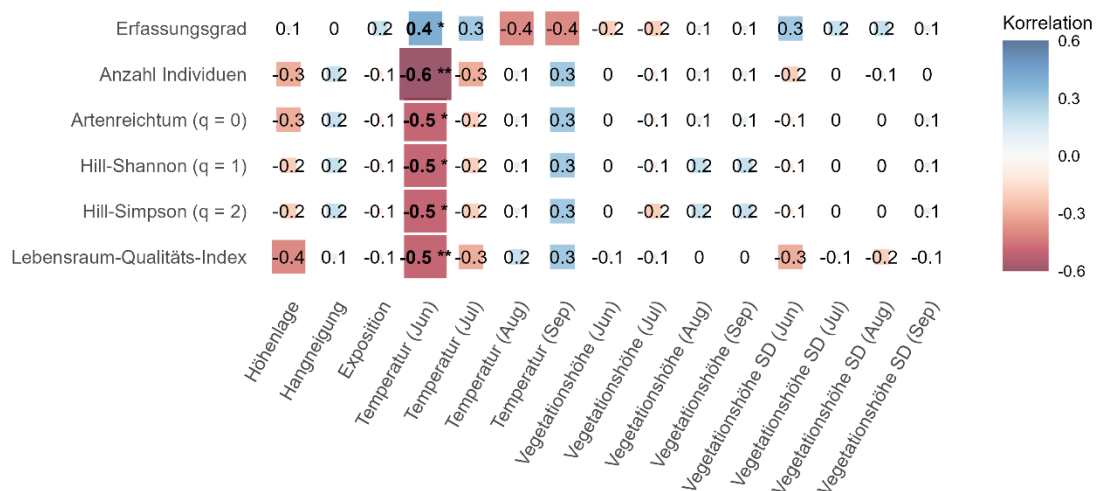 Erfassungsgrad 0.1 0 0.2 0.4 * 0.3 -0.4 -0.4 -0.2 -0.2 0.1 0.1 0.3 0.2 0.2 0.1
Anzahl Individuen -0.3 0.2 -0.1 -0.6 ** -0.3 0.1 0.3 0 -0.1 0.1 0.1 -0.2 0 -0.1 0
Artenreichtum (q = 0) -0.3 0.2 -0.1 -0.5 * -0.2 0.1 0.3 0 -0.1 0.1 0.1 -0.1 0 0 0.1
Hill-Shannon (q = 1) -0.2 0.2 -0.1 -0.5 * -0.2 0.1 0.3 0 -0.1 0.2 0.2 -0.1 0 0 0.1
Hill-Simpson (q = 2) -0.2 0.2 -0.1 -0.5 * -0.2 0.1 0.3 0 -0.2 0.2 0.2 -0.1 0 0 0.1
Lebensraum-Qualitäts-Index -0.4 0.1 -0.1 -0.5 ** -0.3 0.2 0.3 -0.1 -0.1 0 0 -0.3 -0.1 -0.2 -0.1
Höhenlage
Hangneigung
Exposition
Temperatur (Jun)
Temperatur (Jul)
Temperatur (Aug)
Temperatur (Sep)
Vegetationshöhe (Jun)
Vegetationshöhe (Jul)
Vegetationshöhe (Aug)
Vegetationshöhe (Sep)
Vegetationshöhe SD (Jun)
Vegetationshöhe SD (Jul)
Vegetationshöhe SD (Aug)
Vegetationshöhe SD (Sep)
Korrelation
0.6
0.3
0.0
-0.3
-0.6